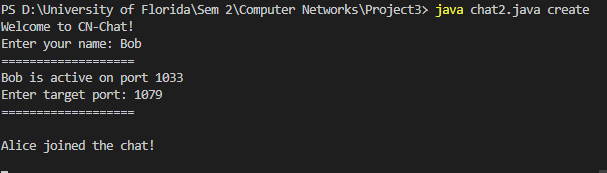 PS D:\University of Florida\Sem 2\Computer Networks\Project3> java chat2.java create
Welcome to CN-Chat!
Enter your name: Bob
===================
Bob is active on port 1033
Enter target port: 1079
===================
Alice joined the chat!